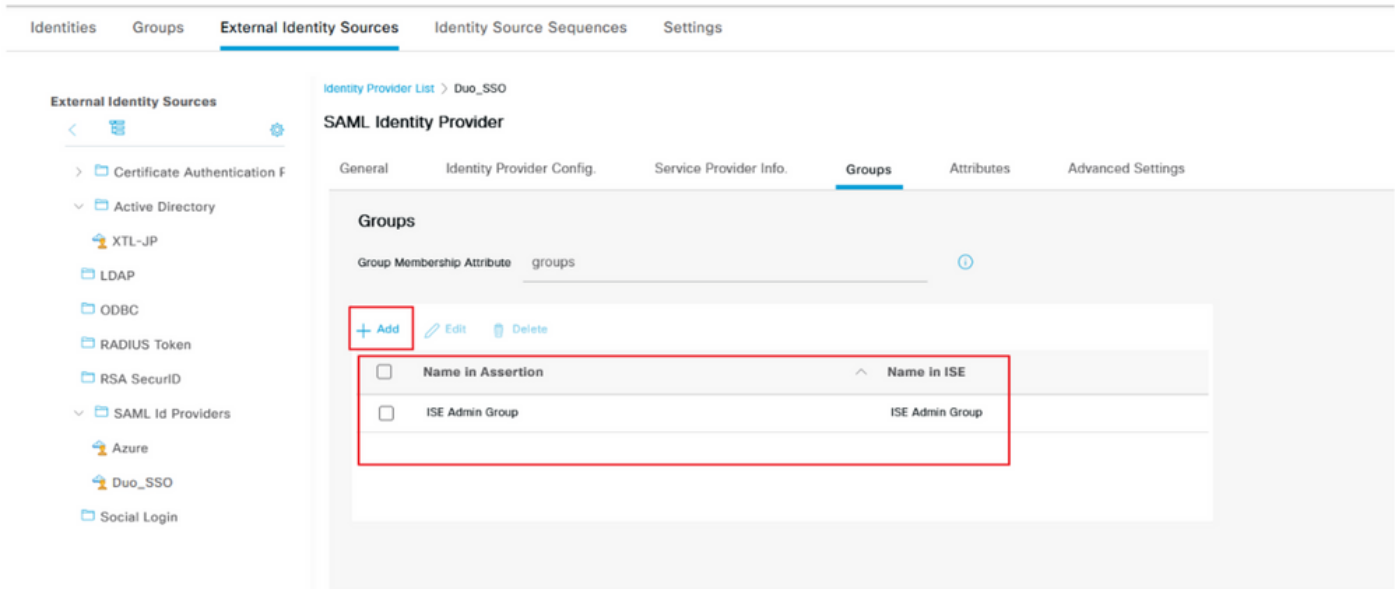 Identities Groups External Identity Sources Identity Source Sequences Settings
Identity Provider List > Duo_SSO
External Identity Sources
SAML Identity Provider
General Identity Provider Config. Service Provider Info. Groups Attributes Advanced Settings
Certificate Authentication F
Active Directory
XTL-JP
LDAP
ODBC
RADIUS Token
RSA SecurID
SAML Id Providers
Azure
Duo_SSO
Social Login
Groups
Group Membership Attribute groups
+ Add Edit Delete
Name in Assertion Name in ISE
ISE Admin Group ISE Admin Group